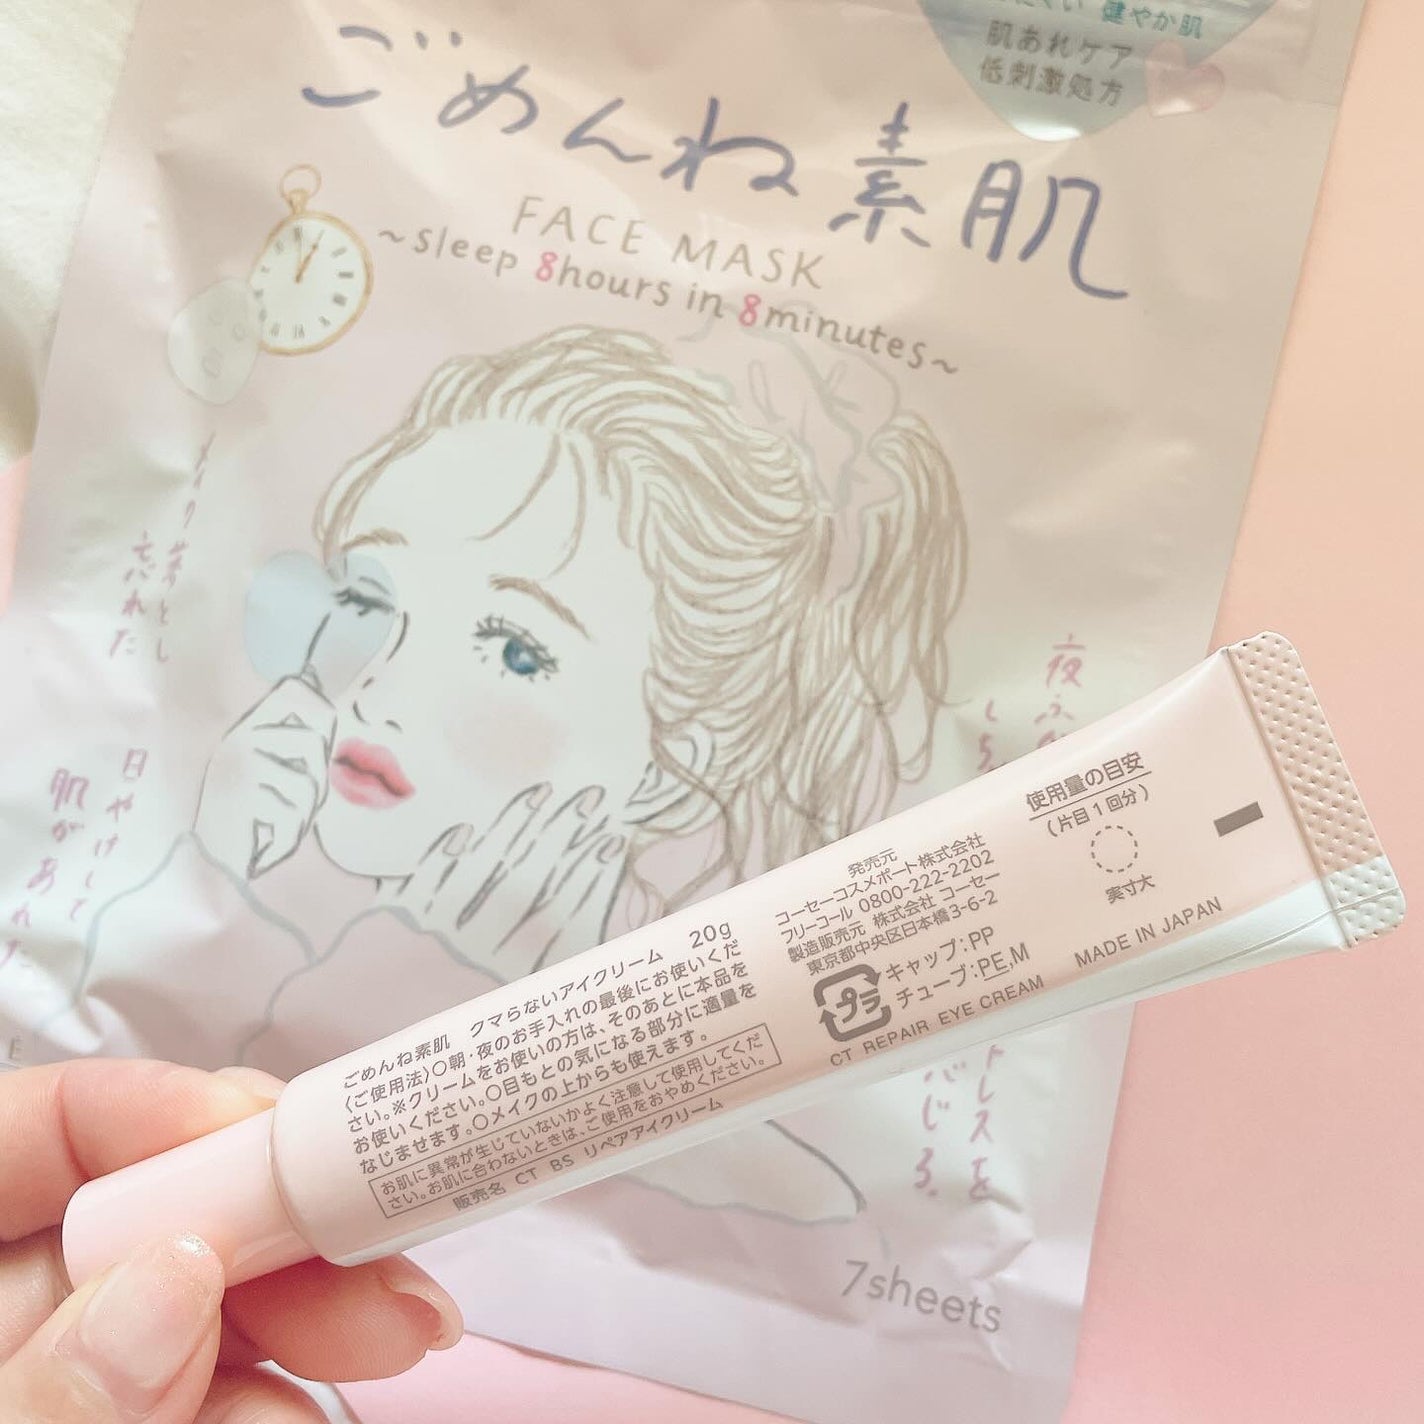 健やか肌
肌あれケア
低刺激処方
ごめんね素肌
FACE MASK
~sleep 8hours in 8minutes~
メイク落とし
忘れた
日やけして
肌があれた
夜ふ
ストレスを
7sheets
ごめんね素肌 クマらないアイクリーム 20g
〈ご使用法〉○朝・夜のお手入れの最後にお使いくだ
さい。※クリームをお使いの方は、そのあとに本品を
お使いください。○目もとの気になる部分に適量を
なじませます。○メイクの上からも使えます。
お肌に異常が生じていないかよく注意して使用してくだ
さい。お肌に合わないときは、ご使用をおやめください。
販売名 CT BS リペアアイクリーム
発売元
コーセーコスメポート株式会社
フリーコール 0800-222-2202
製造販売元 株式会社 コーセー
東京都中央区日本橋3-6-2
プラ
キャップ:PP
チューブ:PE,M
CT REPAIR EYE CREAM
使用量の目安
(片目1回分)
実寸大
MADE IN JAPAN